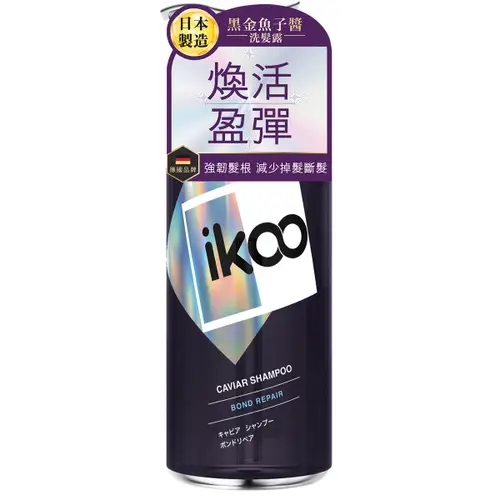 日本
製造
黑金魚子醬
洗髮露
煥活
盈彈
德國品牌
強韌髮根 減少掉髮斷髮
ikoo
CAVIAR SHAMPOO
BOND REPAIR
キャビア シャンプー
ボンドリペア